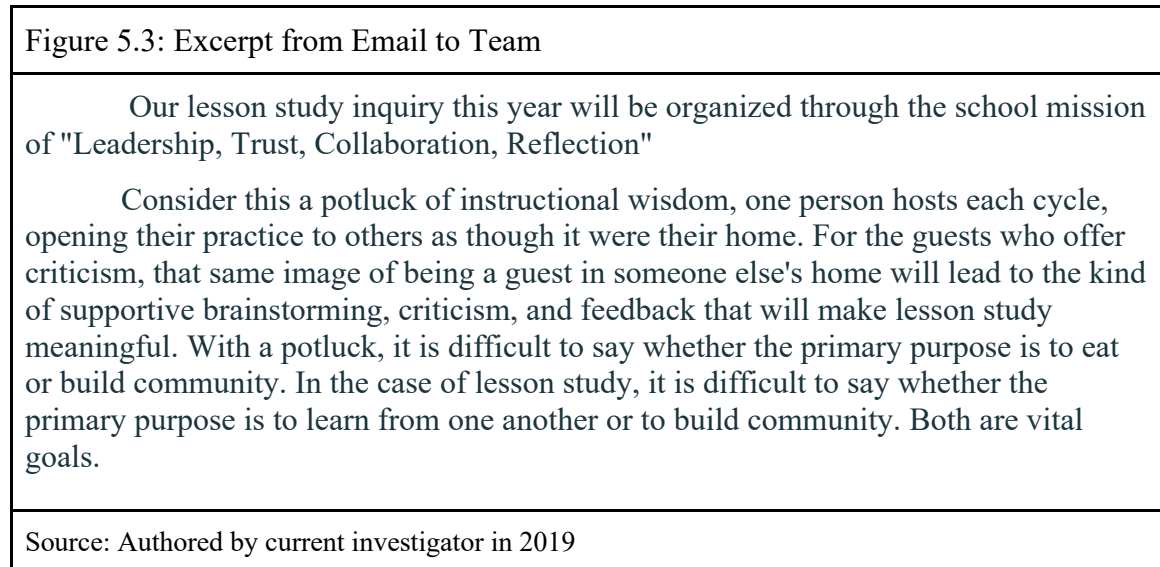 Figure 5.3: Excerpt from Email to Team
Our lesson study inquiry this year will be organized through the school mission
of "Leadership, Trust, Collaboration, Reflection"
Consider this a potluck of instructional wisdom, one person hosts each cycle,
opening their practice to others as though it were their home. For the guests who offer
criticism, that same image of being a guest in someone else's home will lead to the kind
of supportive brainstorming, criticism, and feedback that will make lesson study
meaningful. With a potluck, it is difficult to say whether the primary purpose is to eat
or build community. In the case of lesson study, it is difficult to say whether the
primary purpose is to learn from one another or to build community. Both are vital
goals.
Source: Authored by current investigator in 2019